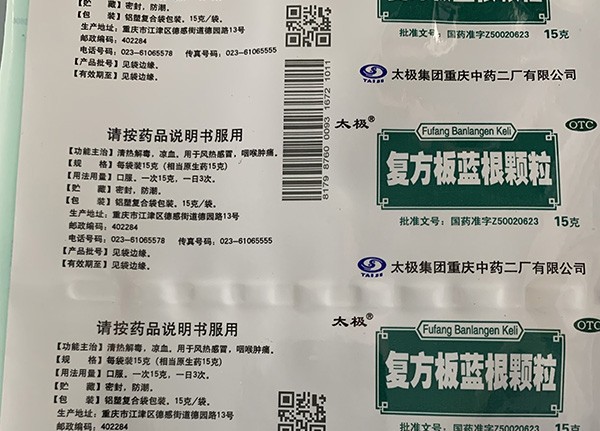 【贮　　藏】密封，防潮。
【包　　装】铝塑复合袋包装，15克/袋。
生产地址：重庆市江津区德感街道德园路13号
邮政编码：402284
电话号码：023-61065578　传真号码：023-61065555
【产品批号】见袋边缘。
【有效期至】见袋边缘。
批准文号：国药准字Z50020623　15克
TAIJI 太极集团重庆中药二厂有限公司
8179 9760 0093 1672 1011
请按药品说明书服用
【功能主治】清热解毒，凉血。用于风热感冒，咽喉肿痛。
【规　　格】每袋装15克（相当原生药15克）
【用法用量】口服。一次15克，一日3次。
【贮　　藏】密封，防潮。
【包　　装】铝塑复合袋包装，15克/袋。
生产地址：重庆市江津区德感街道德园路13号
邮政编码：402284
电话号码：023-61065578　传真号码：023-61065555
【产品批号】见袋边缘。
【有效期至】见袋边缘。
太极®
OTC
Fufang Banlangen Keli
复方板蓝根颗粒
批准文号：国药准字Z50020623　15克
TAIJI 太极集团重庆中药二厂有限公司
请按药品说明书服用
【功能主治】清热解毒，凉血。用于风热感冒，咽喉肿痛。
【规　　格】每袋装15克（相当原生药15克）
【用法用量】口服。一次15克，一日3次。
【贮　　藏】密封，防潮。
【包　　装】铝塑复合袋包装，15克/袋。
生产地址：重庆市江津区德感街道德园路13号
邮政编码：402284
太极®
OTC
Fufang Banlangen Keli
复方板蓝根颗粒